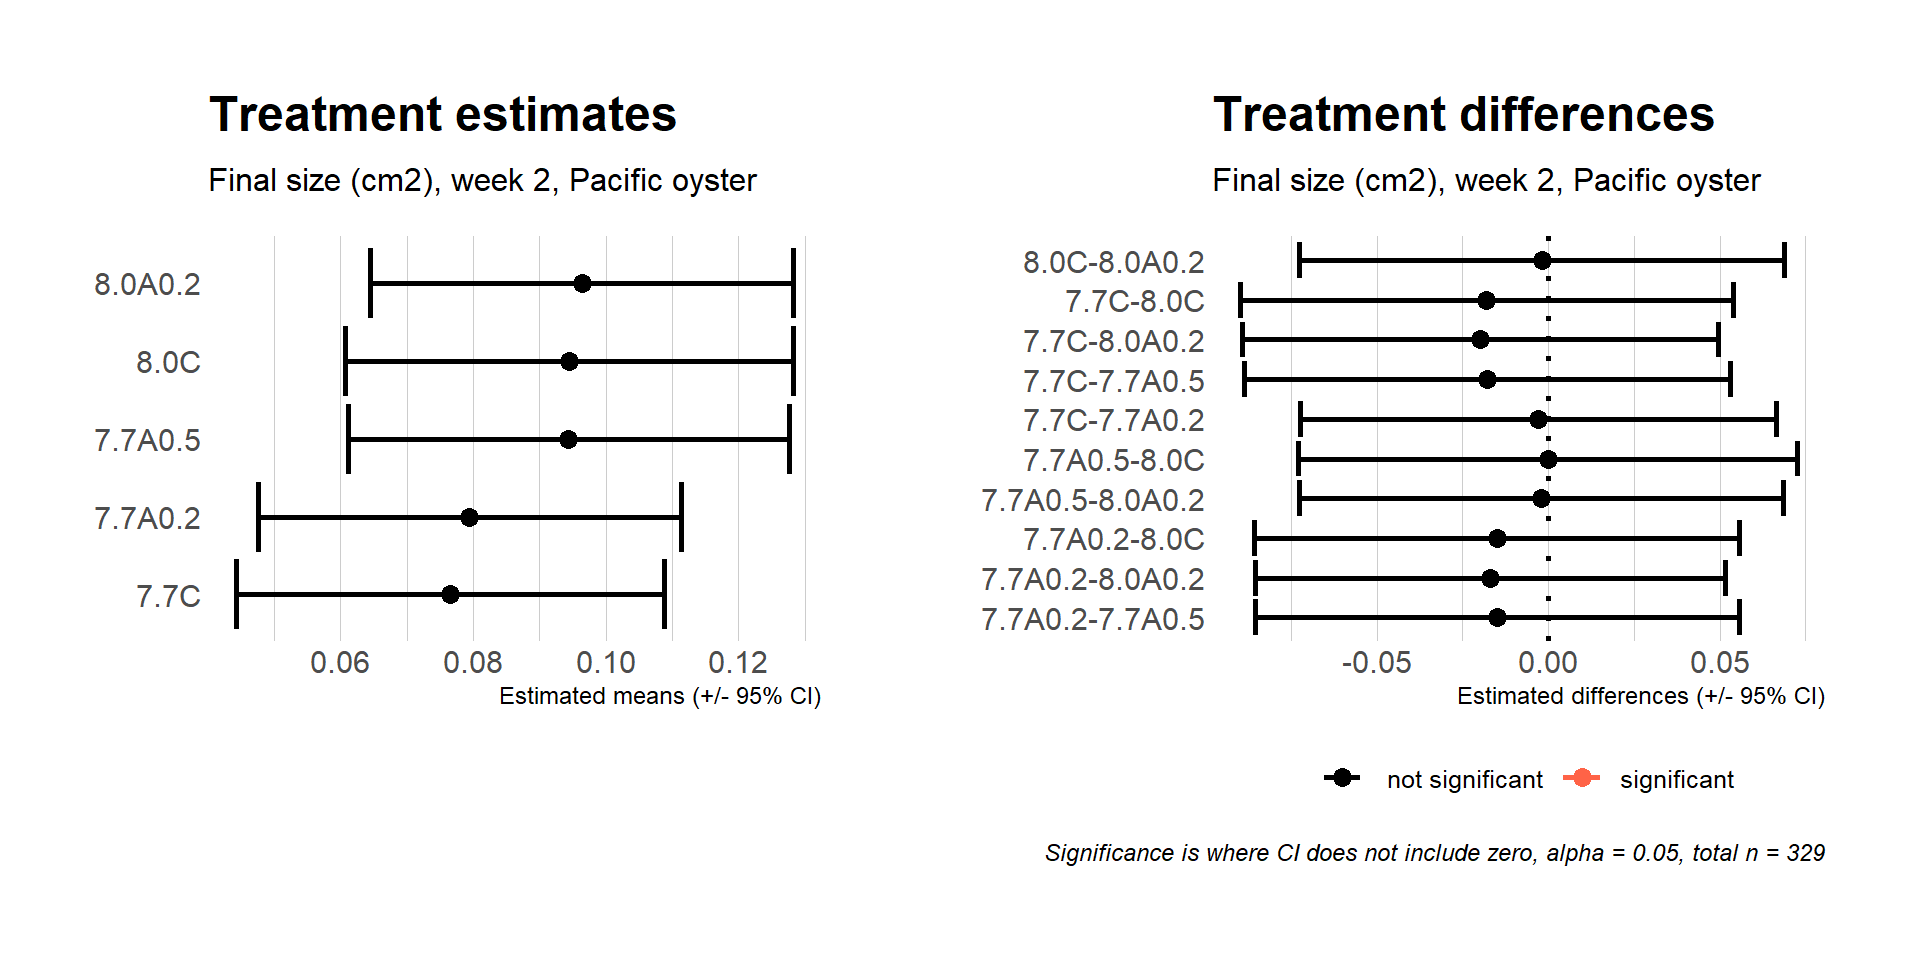 Treatment estimates
Final size (cm2), week 2, Pacific oyster
8.0A0.2
8.0C
7.7A0.5
7.7A0.2
7.7C
0.06 0.08 0.10 0.12
Estimated means (+/- 95% CI)
Treatment differences
Final size (cm2), week 2, Pacific oyster
8.0C-8.0A0.2
7.7C-8.0C
7.7C-8.0A0.2
7.7C-7.7A0.5
7.7C-7.7A0.2
7.7A0.5-8.0C
7.7A0.5-8.0A0.2
7.7A0.2-8.0C
7.7A0.2-8.0A0.2
7.7A0.2-7.7A0.5
-0.05 0.00 0.05
Estimated differences (+/- 95% CI)
not significant significant
Significance is where CI does not include zero, alpha = 0.05, total n = 329